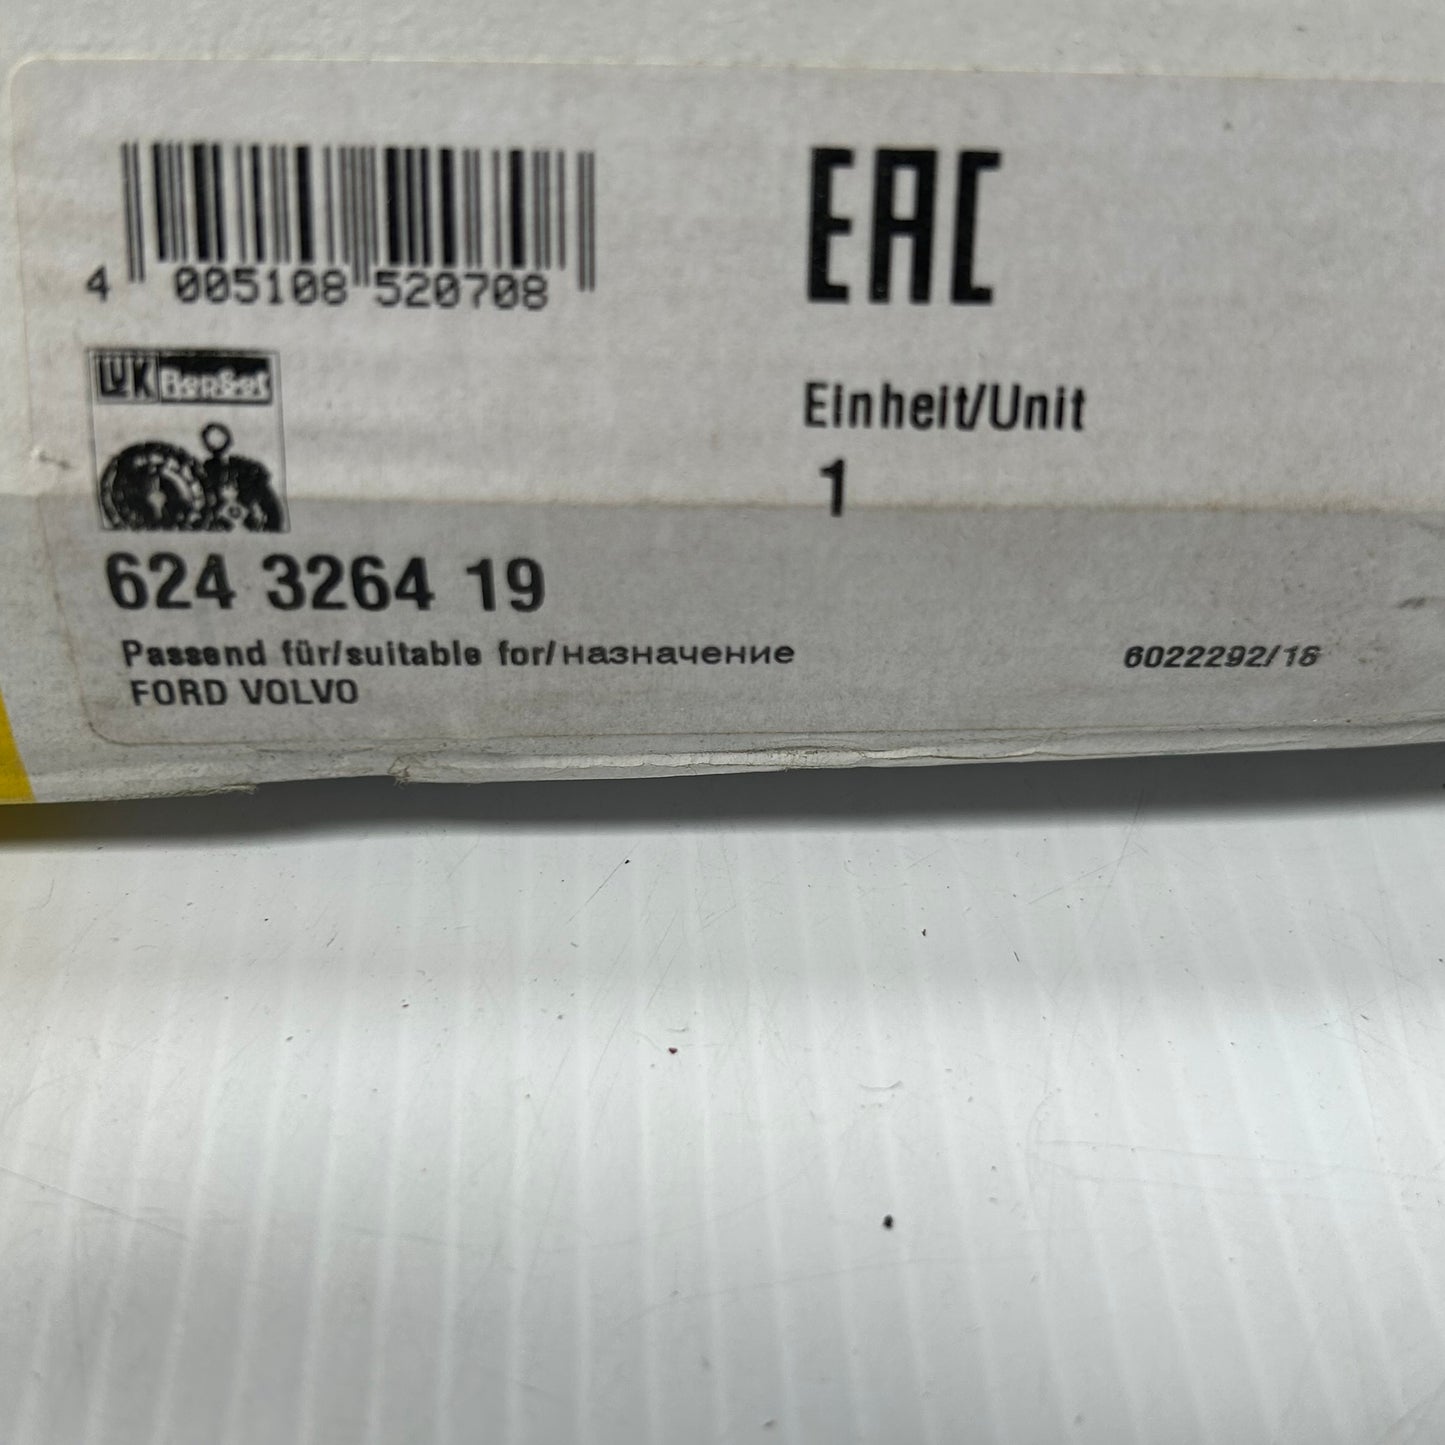 4 005108 520708
EAC
LUK RepSet
Einheit/Unit
1
624 3264 19
Passend für/suitable for/назначение
FORD VOLVO
6022292/18